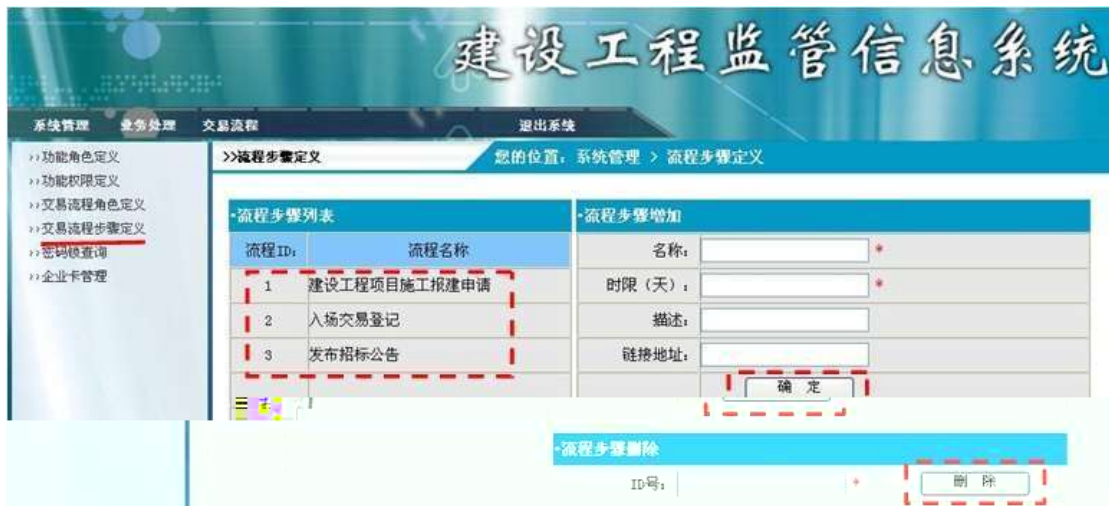 建设工程监管信息系统
系统管理 业务处理 交易流程 退出系统
>>功能角色定义
>>功能权限定义
>>交易流程角色定义
>>交易流程步骤定义
>>密码锁查询
>>企业卡管理
>>流程步骤定义
您的位置：系统管理 > 流程步骤定义
·流程步骤列表
流程ID: 流程名称
1 建设工程项目施工报建申请
2 入场交易登记
3 发布招标公告
·流程步骤增加
名称: *
时限（天）: *
描述:
链接地址:
确 定
·流程步骤删除
ID号: *
删 除